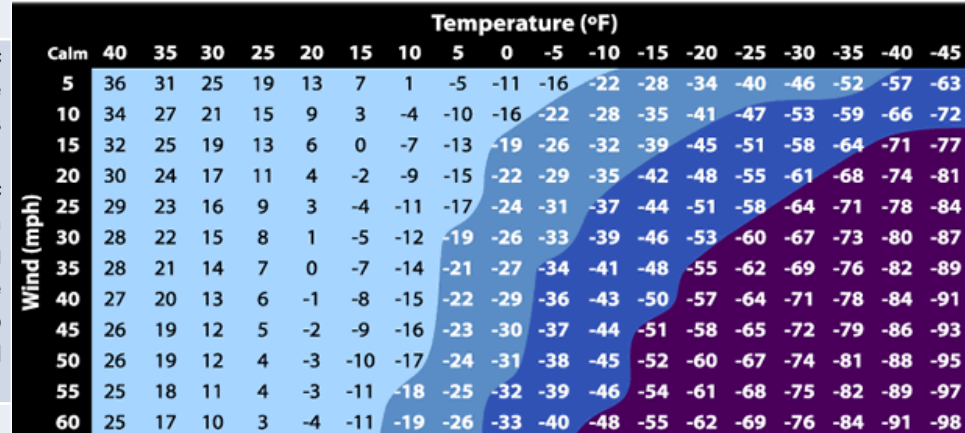 Temperature (ºF)
Calm 40 35 30 25 20 15 10 5 0 -5 -10 -15 -20 -25 -30 -35 -40 -45
5 36 31 25 19 13 7 1 -5 -11 -16 -22 -28 -34 -40 -46 -52 -57 -63
10 34 27 21 15 9 3 -4 -10 -16 -22 -28 -35 -41 -47 -53 -59 -66 -72
15 32 25 19 13 6 0 -7 -13 -19 -26 -32 -39 -45 -51 -58 -64 -71 -77
20 30 24 17 11 4 -2 -9 -15 -22 -29 -35 -42 -48 -55 -61 -68 -74 -81
25 29 23 16 9 3 -4 -11 -17 -24 -31 -37 -44 -51 -58 -64 -71 -78 -84
30 28 22 15 8 1 -5 -12 -19 -26 -33 -39 -46 -53 -60 -67 -73 -80 -87
35 28 21 14 7 0 -7 -14 -21 -27 -34 -41 -48 -55 -62 -69 -76 -82 -89
40 27 20 13 6 -1 -8 -15 -22 -29 -36 -43 -50 -57 -64 -71 -78 -84 -91
45 26 19 12 5 -2 -9 -16 -23 -30 -37 -44 -51 -58 -65 -72 -79 -86 -93
50 26 19 12 4 -3 -10 -17 -24 -31 -38 -45 -52 -60 -67 -74 -81 -88 -95
55 25 18 11 4 -3 -11 -18 -25 -32 -39 -46 -54 -61 -68 -75 -82 -89 -97
60 25 17 10 3 -4 -11 -19 -26 -33 -40 -48 -55 -62 -69 -76 -84 -91 -98
Wind (mph)